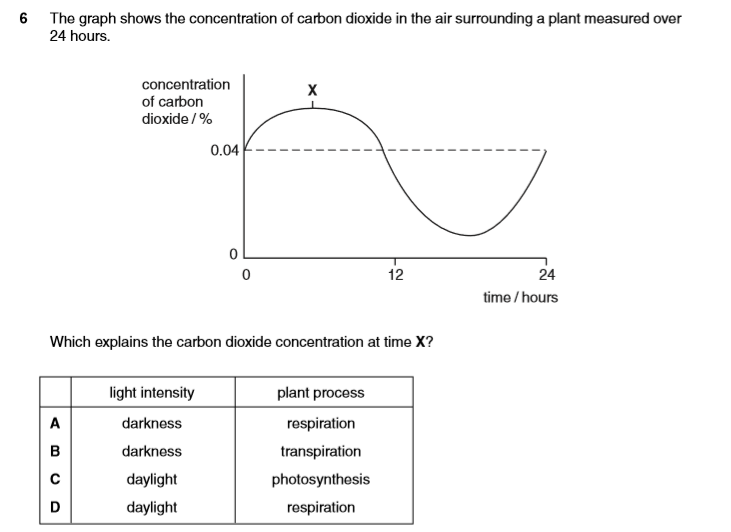 6 The graph shows the concentration of carbon dioxide in the air surrounding a plant measured over
24 hours.
concentration
of carbon
dioxide / %
X
0.04
0
0
12
24
time / hours
Which explains the carbon dioxide concentration at time X?
light intensity plant process
A darkness respiration
B darkness transpiration
C daylight photosynthesis
D daylight respiration